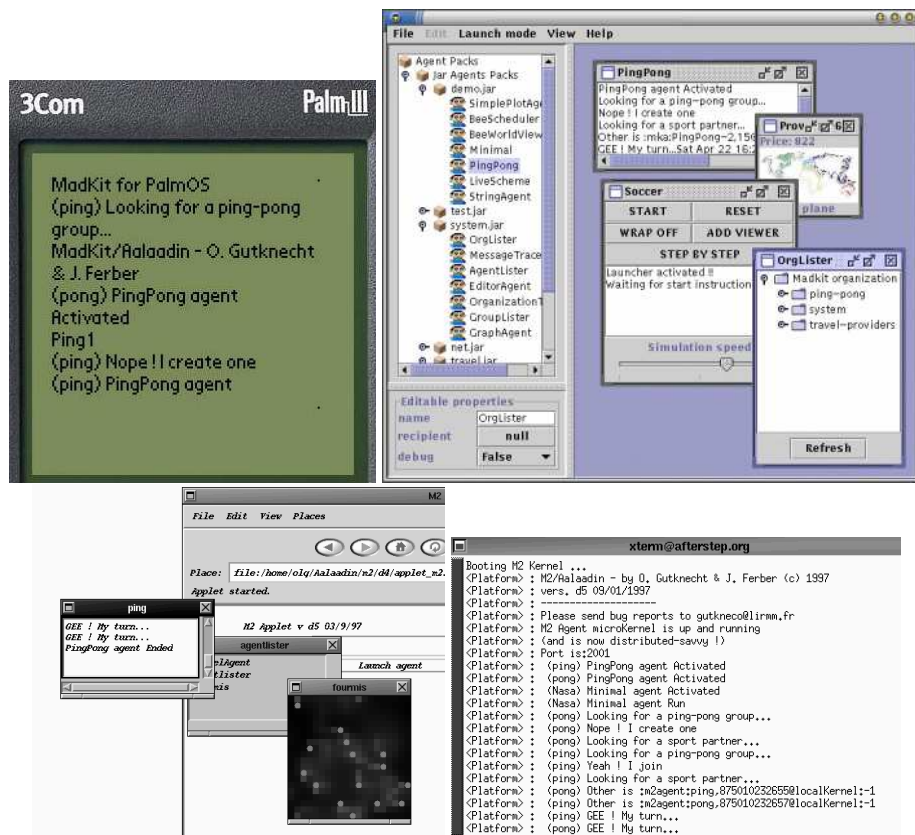 3Com
Palm III
MadKit for PalmOS
(ping) Looking for a ping-pong
group...
MadKit/Aalaadin - O. Gutknecht
& J. Ferber
(pong) PingPong agent
Activated
Ping1
(ping) Nope ! I create one
(ping) PingPong agent
File Edit Launch mode View Help
Agent Packs
Jar Agents Packs
demo.jar
SimplePlotAge
BeeScheduler
BeeWorldView
Minimal
PingPong
LiveScheme
StringAgent
test.jar
system.jar
OrgLister
MessageTrace
AgentLister
EditorAgent
OrganizationT
GroupLister
GraphAgent
net.jar
travel.jar
Editable properties
name OrgLister
recipient null
debug False
PingPong
PingPong agent Activated
Looking for a ping-pong group...
Nope ! I create one
Looking for a sport partner...
Other is :mka:PingPong-2,150
GEE ! My turn...Sat Apr 22 16:2
Prov
6
Price: 822
plane
Soccer
START RESET
WRAP OFF ADD VIEWER
STEP BY STEP
Launcher activated !!
Waiting for start instruction
Simulation speed
OrgLister
Madkit organization
ping-pong
system
travel-providers
Refresh
M2
File Edit View Places
Place: file:/home/olg/Aalaadin/m2/d4/applet_m2.
Applet started.
M2 Applet v d5 03/9/97
Launch agent
ping
GEE ! My turn...
GEE ! My turn...
PingPong agent Ended
agentlister
elAgent
tlister
mis
fourmis
xterm@afterstep.org
Booting M2 Kernel ...
<Platform> : M2/Aalaadin - by O. Gutknecht & J. Ferber (c) 1997
<Platform> : vers. d5 09/01/1997
<Platform> : --------------------
<Platform> : Please send bug reports to gutkneco@lirmm.fr
<Platform> : M2 Agent microKernel is up and running
<Platform> : (and is now distributed-savvy !)
<Platform> : Port is:2001
<Platform> : (ping) PingPong agent Activated
<Platform> : (pong) PingPong agent Activated
<Platform> : (Nasa) Minimal agent Activated
<Platform> : (Nasa) Minimal agent Run
<Platform> : (pong) Looking for a ping-pong group...
<Platform> : (pong) Nope ! I create one
<Platform> : (pong) Looking for a sport partner...
<Platform> : (ping) Looking for a ping-pong group...
<Platform> : (ping) Yeah ! I join
<Platform> : (ping) Looking for a sport partner...
<Platform> : (pong) Other is :m2agent:ping,875010232655@localKernel:-1
<Platform> : (ping) Other is :m2agent:ping,875010232657@localKernel:-1
<Platform> : (ping) GEE ! My turn...
<Platform> : (pong) GEE ! My turn...